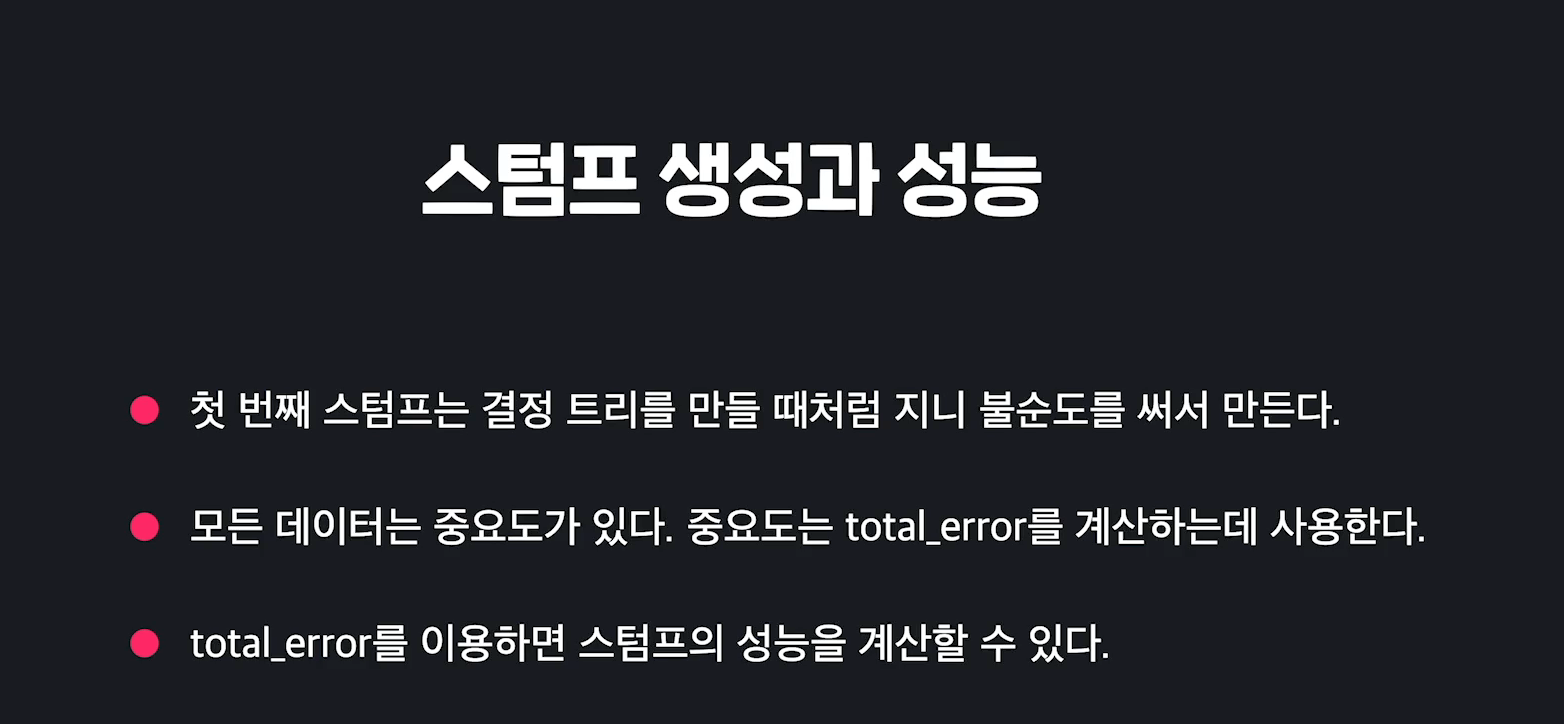 스텀프 생성과 성능
첫 번째 스텀프는 결정 트리를 만들 때처럼 지니 불순도를 써서 만든다.
모든 데이터는 중요도가 있다. 중요도는 total_error를 계산하는데 사용한다.
total_error를 이용하면 스텀프의 성능을 계산할 수 있다.